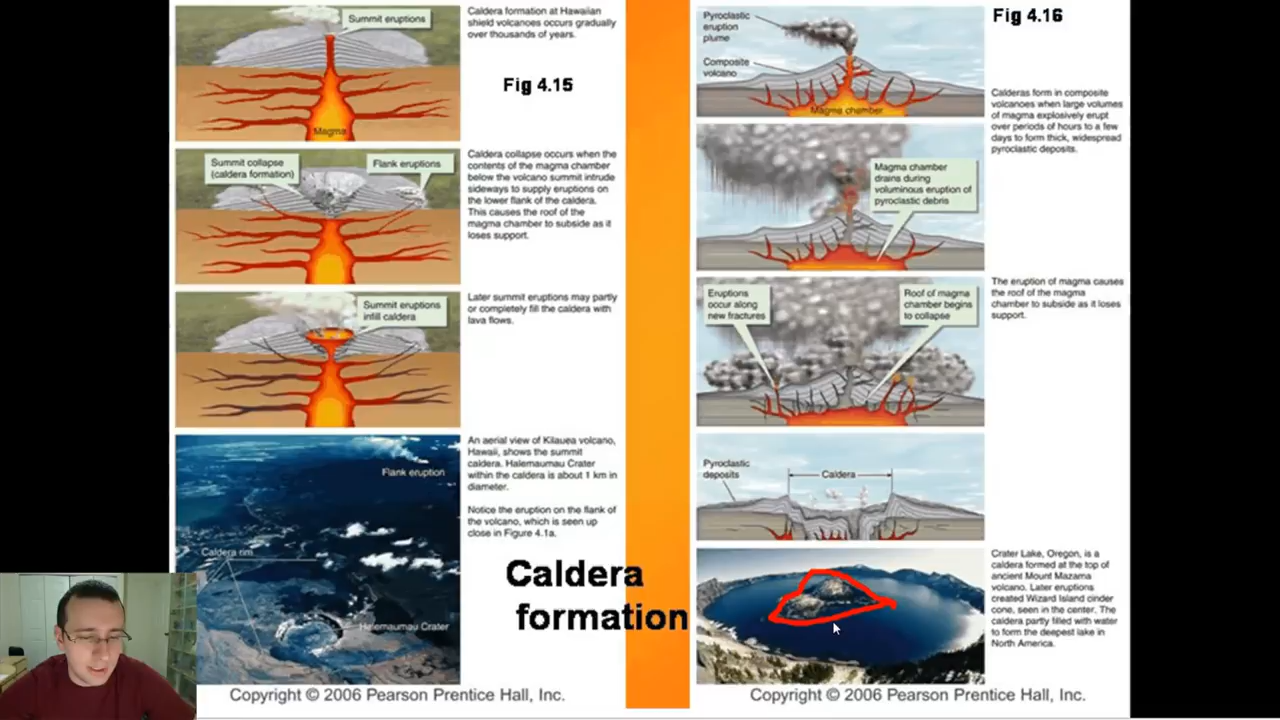 Summit eruptions
Magma
Caldera formation at Hawaiian
shield volcanoes occurs gradually
over thousands of years.
Fig 4.15
Summit collapse
(caldera formation)
Flank eruptions
Caldera collapse occurs when the
contents of the magma chamber
below the volcano summit intrude
sideways to supply eruptions on
the lower flank of the caldera.
This causes the roof of the
magma chamber to subside as it
loses support.
Summit eruptions
infill caldera
Later summit eruptions may partly
or completely fill the caldera with
lava flows.
Flank eruption
Caldera rim
Halemaumau Crater
An aerial view of Kilauea volcano,
Hawaii, shows the summit
caldera. Halemaumau Crater
within the caldera is about 1 km in
diameter.
Notice the eruption on the flank of
the volcano, which is seen up
close in Figure 4.1a.
Caldera
formation
Copyright © 2006 Pearson Prentice Hall, Inc.
Pyroclastic
eruption
plume
Composite
volcano
Magma chamber
Fig 4.16
Calderas form in composite
volcanoes when large volumes
of magma explosively erupt
over periods of hours to a few
days to form thick, widespread
pyroclastic deposits.
Magma chamber
drains during
voluminous eruption of
pyroclastic debris
Eruptions
occur along
new fractures
Roof of magma
chamber begins
to collapse
The eruption of magma causes
the roof of the magma
chamber to subside as it loses
support.
Pyroclastic
deposits
Caldera
Crater Lake, Oregon, is a
caldera formed at the top of
ancient Mount Mazama
volcano. Later eruptions
created Wizard Island cinder
cone, seen in the center. The
caldera partly filled with water
to form the deepest lake in
North America.
Copyright © 2006 Pearson Prentice Hall, Inc.